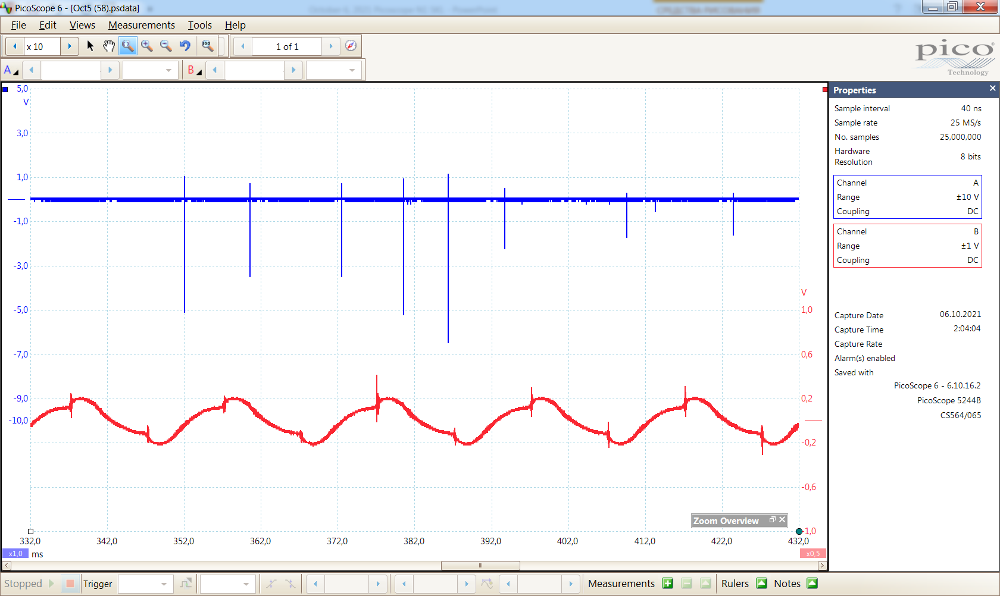 PicoScope 6 - [Oct5 (58).psdata]
October 6, 2021 Picoscope
- PowerPoint
СРЕДСТВА РИСОВАНИЯ
File Edit Views Measurements Tools Help
x 10
1 of 1
A
B
pico
Technology
5,0
V
3,0
1,0
-1,0
-3,0
-5,0
-7,0
-9,0
-10,0
V
1,0
0,6
0,2
-0,2
-0,6
-1,0
Zoom Overview
332,0 342,0 352,0 362,0 372,0 382,0 392,0 402,0 412,0 422,0 432,0
x1,0 ms
x0,5
Properties
Sample interval 40 ns
Sample rate 25 MS/s
No. samples 25,000,000
Hardware
Resolution 8 bits
Channel A
Range ±10 V
Coupling DC
Channel B
Range ±1 V
Coupling DC
Capture Date 06.10.2021
Capture Time 2:04:04
Capture Rate
Alarm(s) enabled
Saved with
PicoScope 6 - 6.10.16.2
PicoScope 5244B
CS564/065
Stopped Trigger Measurements Rulers Notes